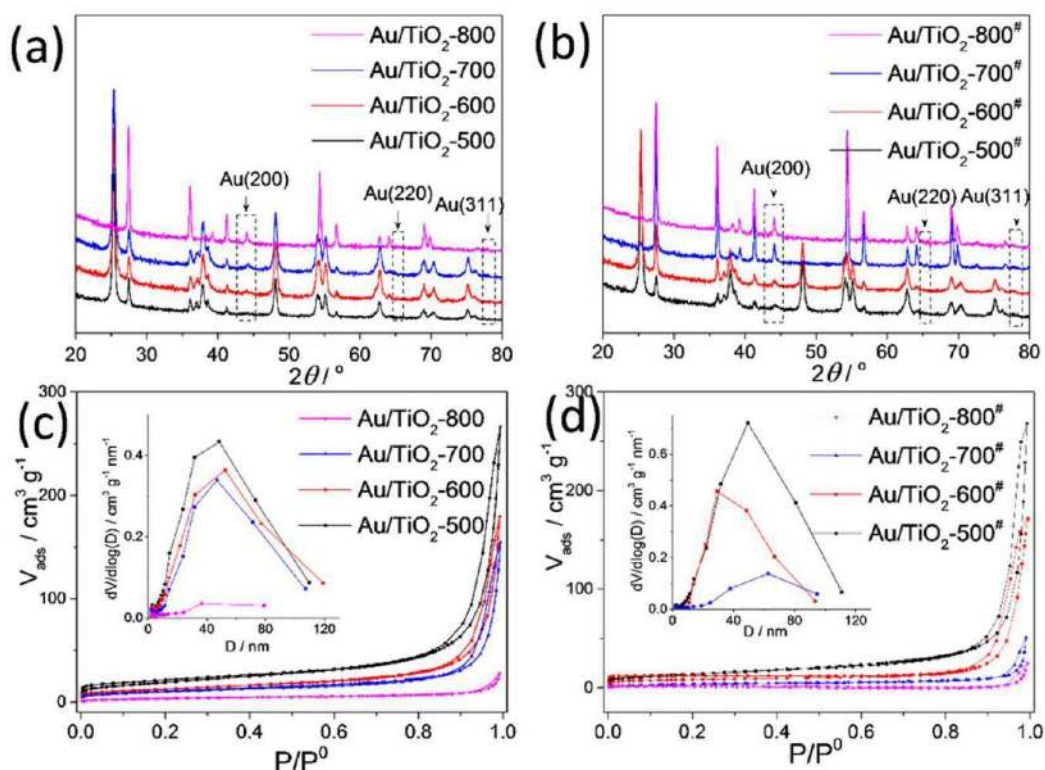 (a)
Au/TiO₂-800
Au/TiO₂-700
Au/TiO₂-600
Au/TiO₂-500
Au(200)
Au(220)
Au(311)
20 30 40 50 60 70 80
2θ / °
(b)
Au/TiO₂-800#
Au/TiO₂-700#
Au/TiO₂-600#
Au/TiO₂-500#
Au(200)
Au(220)
Au(311)
20 30 40 50 60 70 80
2θ / °
(c)
300
200
100
0
V_ads / cm³ g⁻¹
Au/TiO₂-800
Au/TiO₂-700
Au/TiO₂-600
Au/TiO₂-500
dV/dlog(D) / cm³ g⁻¹ nm⁻¹
0.4
0.2
0.0
0 40 80 120
D / nm
0.0 0.2 0.4 0.6 0.8 1.0
P/P⁰
(d)
300
200
100
0
V_ads / cm³ g⁻¹
Au/TiO₂-800#
Au/TiO₂-700#
Au/TiO₂-600#
Au/TiO₂-500#
dV/dlog(D) / cm³ g⁻¹ nm⁻¹
0.6
0.4
0.2
0.0
0 40 80 120
D / nm
0.0 0.2 0.4 0.6 0.8 1.0
P/P⁰